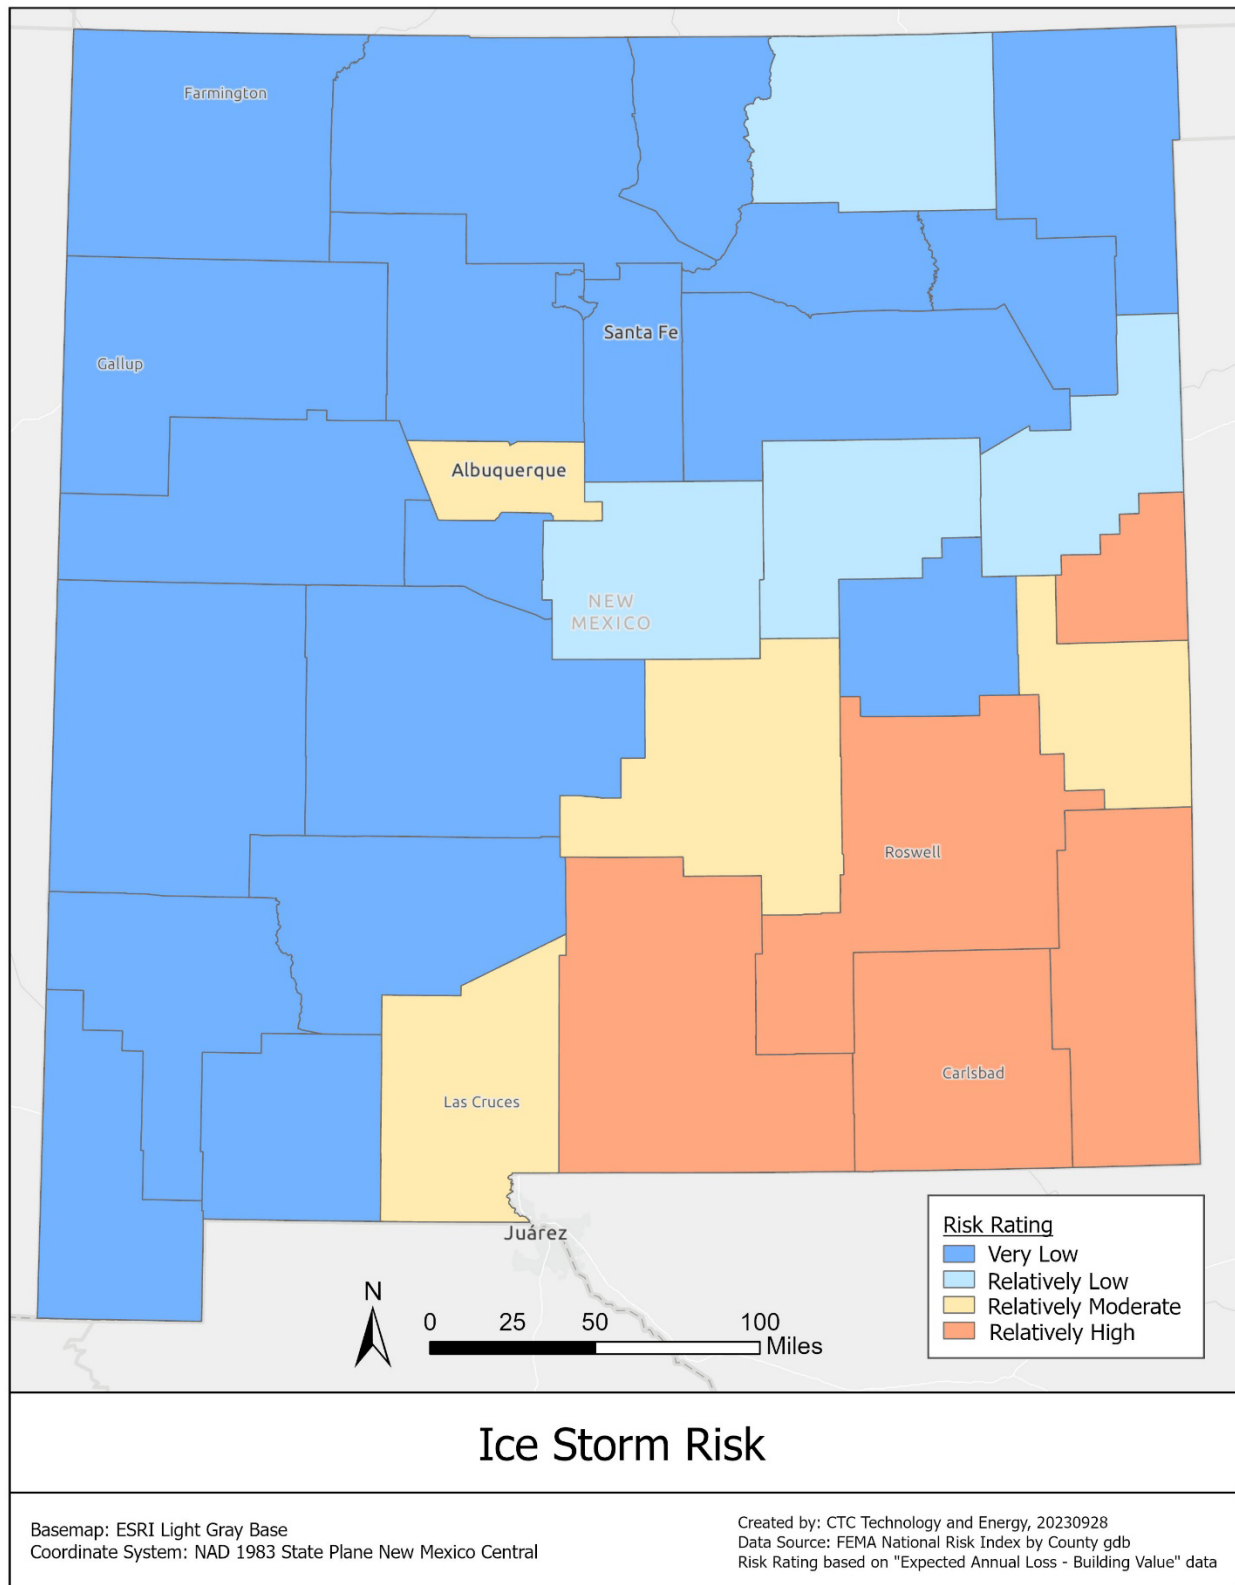 Farmington
Santa Fe
Gallup
Albuquerque
NEW
MEXICO
Roswell
Carlsbad
Las Cruces
Juárez
Risk Rating
Very Low
Relatively Low
Relatively Moderate
Relatively High
N
0 25 50 100
Miles
Ice Storm Risk
Basemap: ESRI Light Gray Base
Coordinate System: NAD 1983 State Plane New Mexico Central
Created by: CTC Technology and Energy, 20230928
Data Source: FEMA National Risk Index by County gdb
Risk Rating based on "Expected Annual Loss - Building Value" data